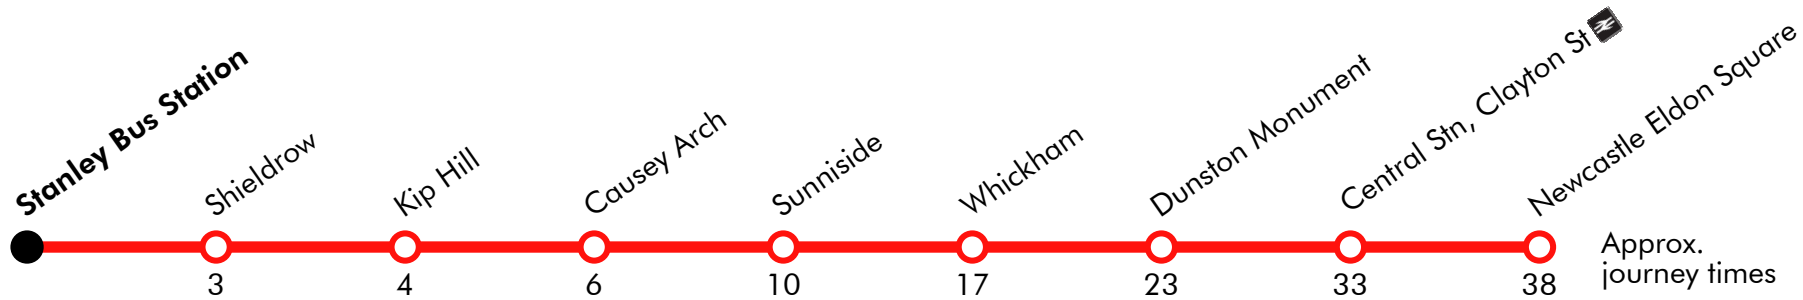 Stanley Bus Station
Shieldrow
Kip Hill
Causey Arch
Sunniside
Whickham
Dunston Monument
Central Stn, Clayton St
Newcastle Eldon Square
3
4
6
10
17
23
33
38
Approx.
journey times